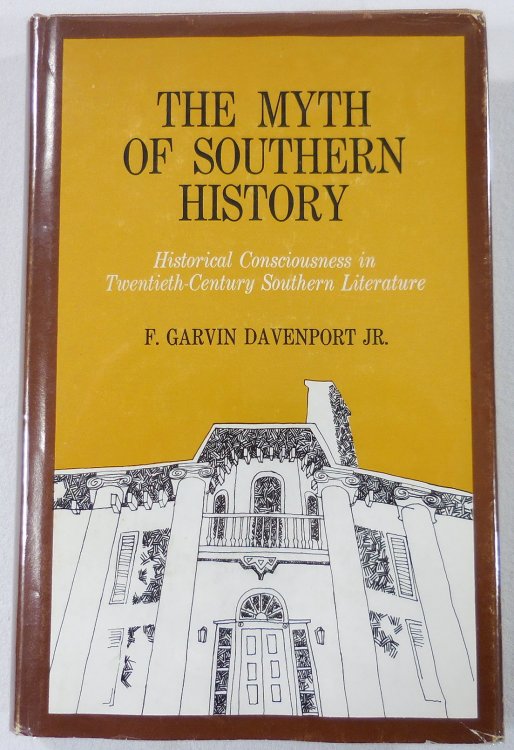 THE MYTH
OF SOUTHERN
HISTORY
Historical Consciousness in
Twentieth-Century Southern Literature
F. GARVIN DAVENPORT JR.